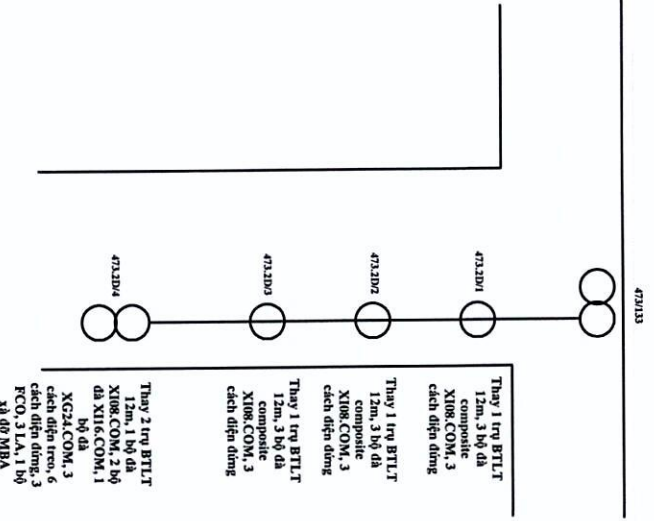 473/133
473.2D/1
Thay 1 trụ BTLT
12m, 3 bộ đà
composite
XI08.COM, 3
cách điện đứng
473.2D/2
Thay 1 trụ BTLT
12m, 3 bộ đà
composite
XI08.COM, 3
cách điện đứng
473.2D/3
Thay 1 trụ BTLT
12m, 3 bộ đà
composite
XI08.COM, 3
cách điện đứng
473.2D/4
Thay 2 trụ BTLT
12m, 1 bộ đà
XI08.COM, 2 bộ
đà XI16.COM, 1
bộ đà
XG24.COM, 3
cách điện treo, 6
cách điện đứng, 3
FCO, 3 LA, 1 bộ
xà đỡ MBA